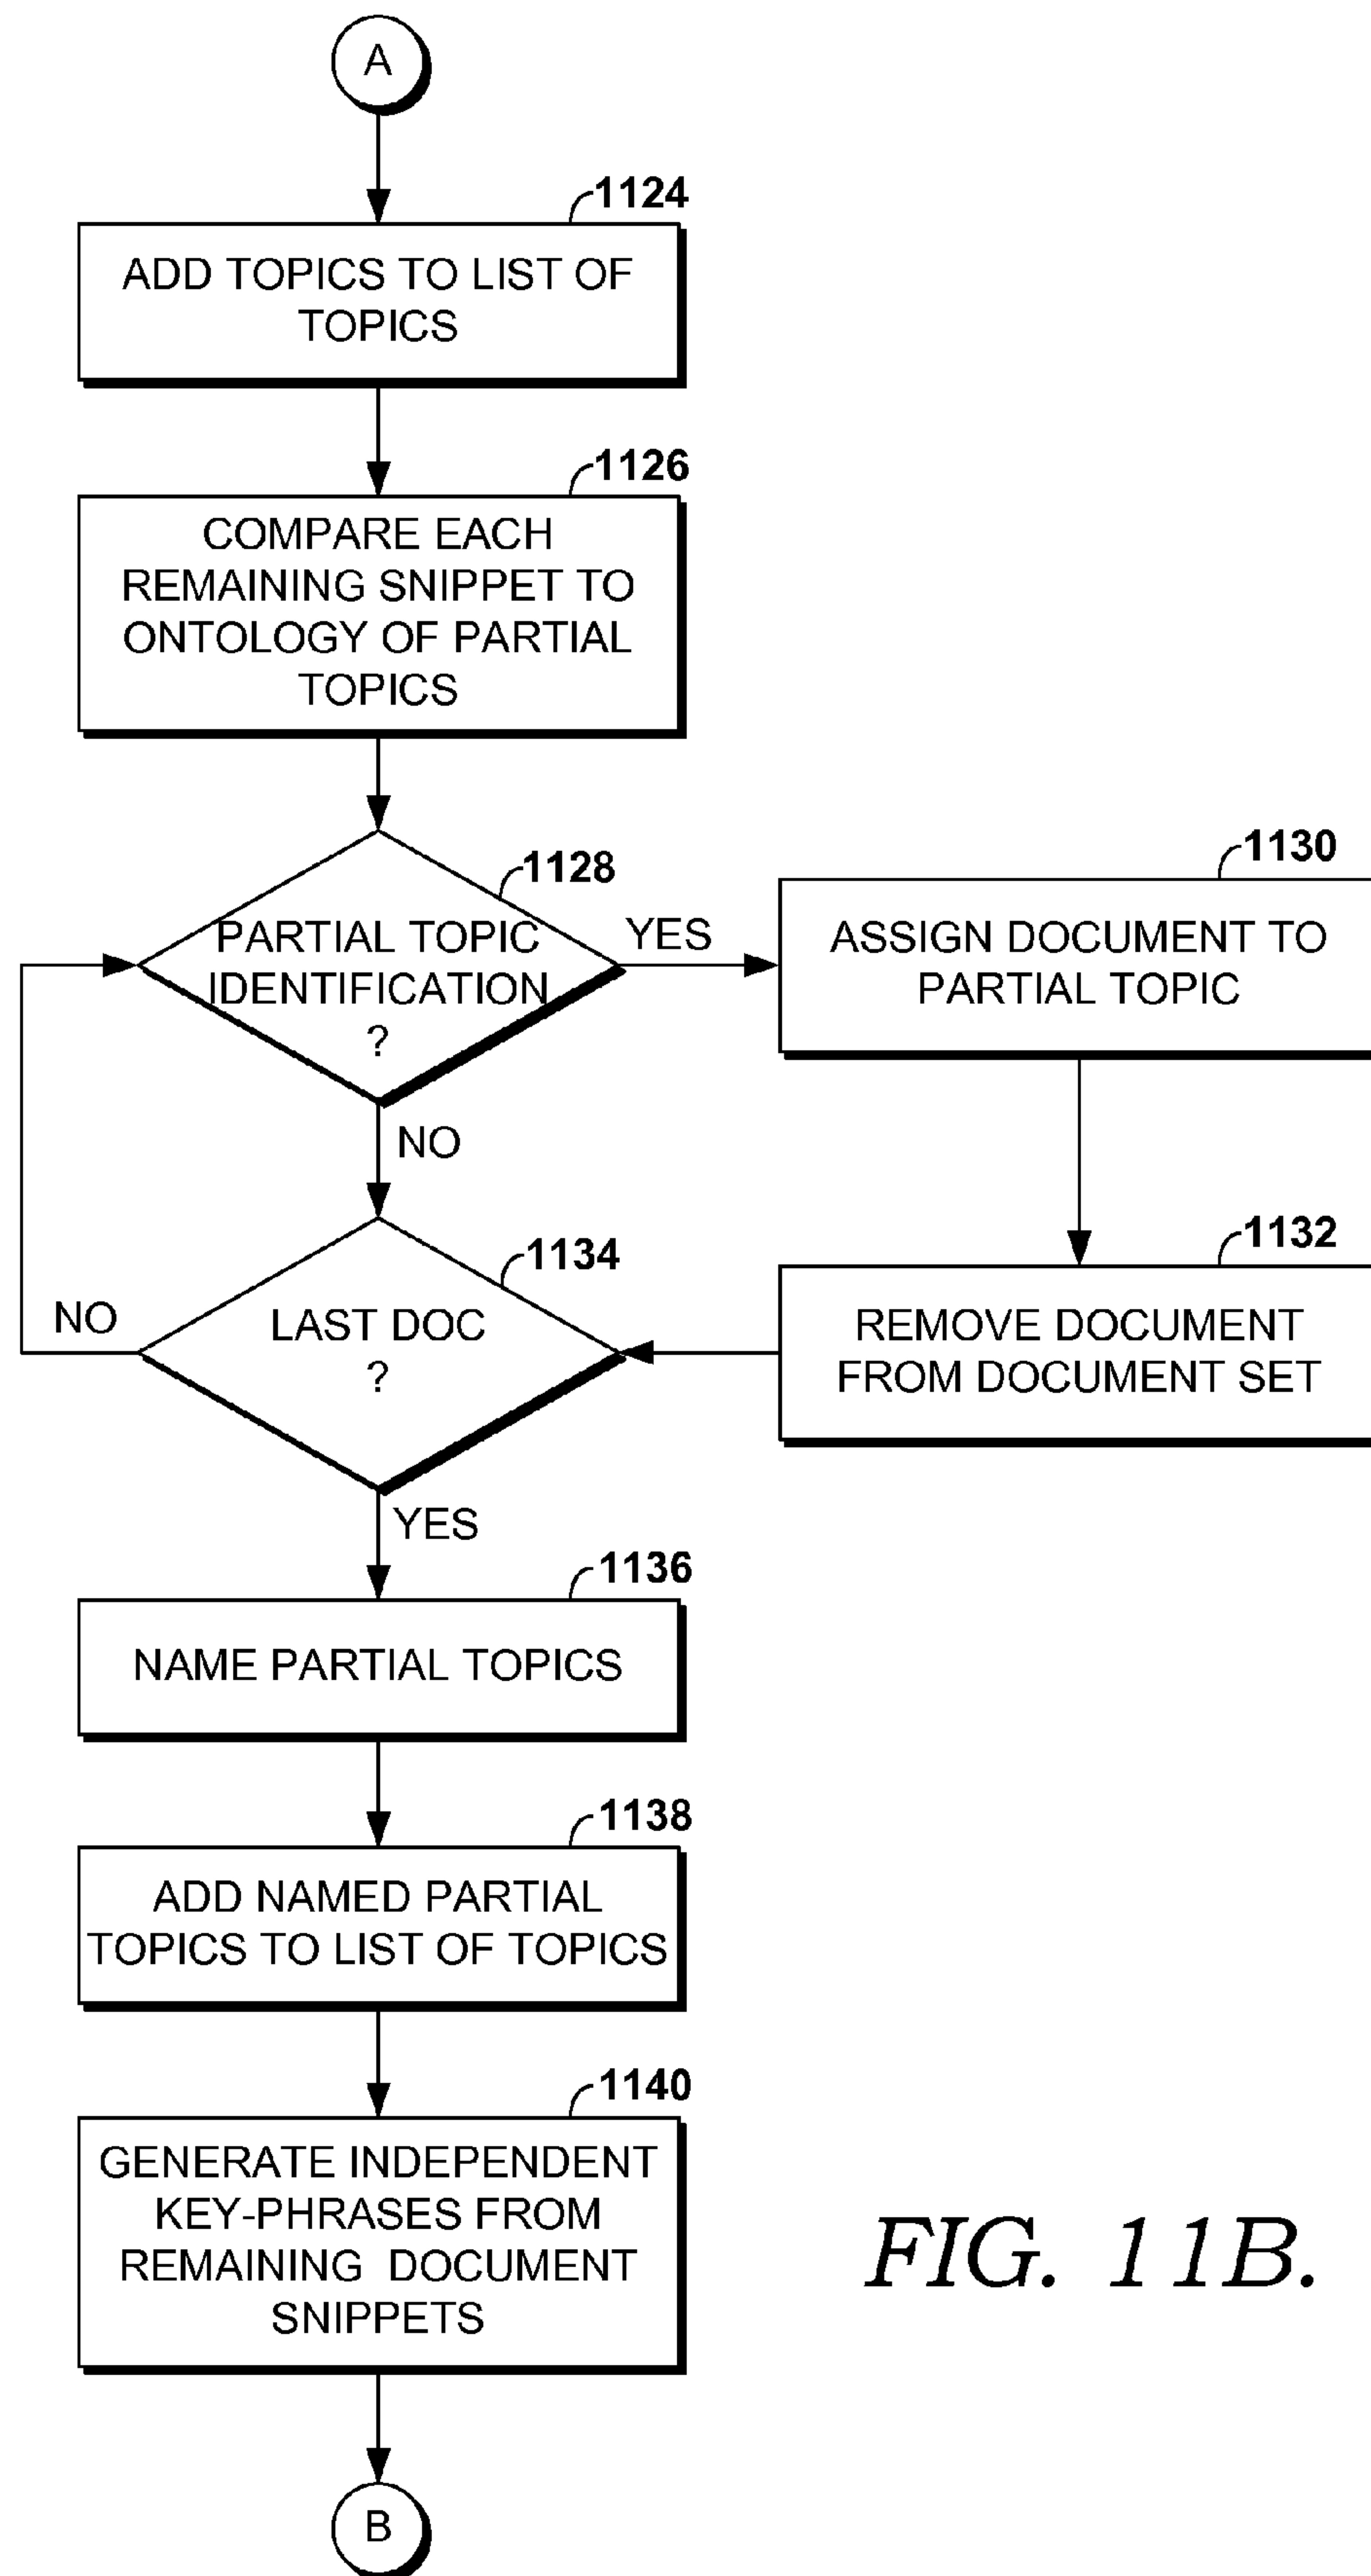 A
1124
ADD TOPICS TO LIST OF
TOPICS
1126
COMPARE EACH
REMAINING SNIPPET TO
ONTOLOGY OF PARTIAL
TOPICS
1128
PARTIAL TOPIC
IDENTIFICATION
?
YES
1130
ASSIGN DOCUMENT TO
PARTIAL TOPIC
NO
1132
REMOVE DOCUMENT
FROM DOCUMENT SET
1134
LAST DOC
?
NO
YES
1136
NAME PARTIAL TOPICS
1138
ADD NAMED PARTIAL
TOPICS TO LIST OF TOPICS
1140
GENERATE INDEPENDENT
KEY-PHRASES FROM
REMAINING DOCUMENT
SNIPPETS
B
FIG. 11B.